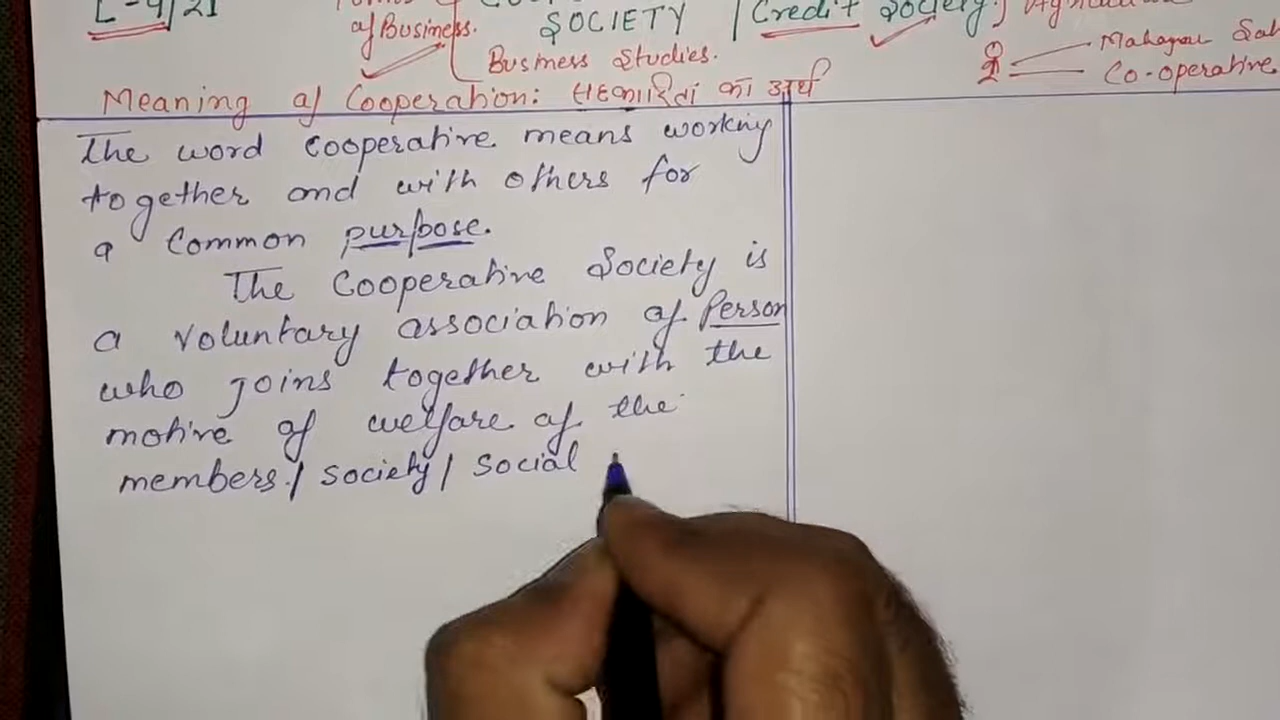 L-9/21
of Business.
SOCIETY / (Credit Society)
Business Studies.
Co-operative
Meaning of Cooperation: सहकारिता का अर्थ
The word cooperative means working
together and with others for
a common purpose.
The Cooperative Society is
a voluntary association of Person
who joins together with the
motive of welfare of the
members / society / social